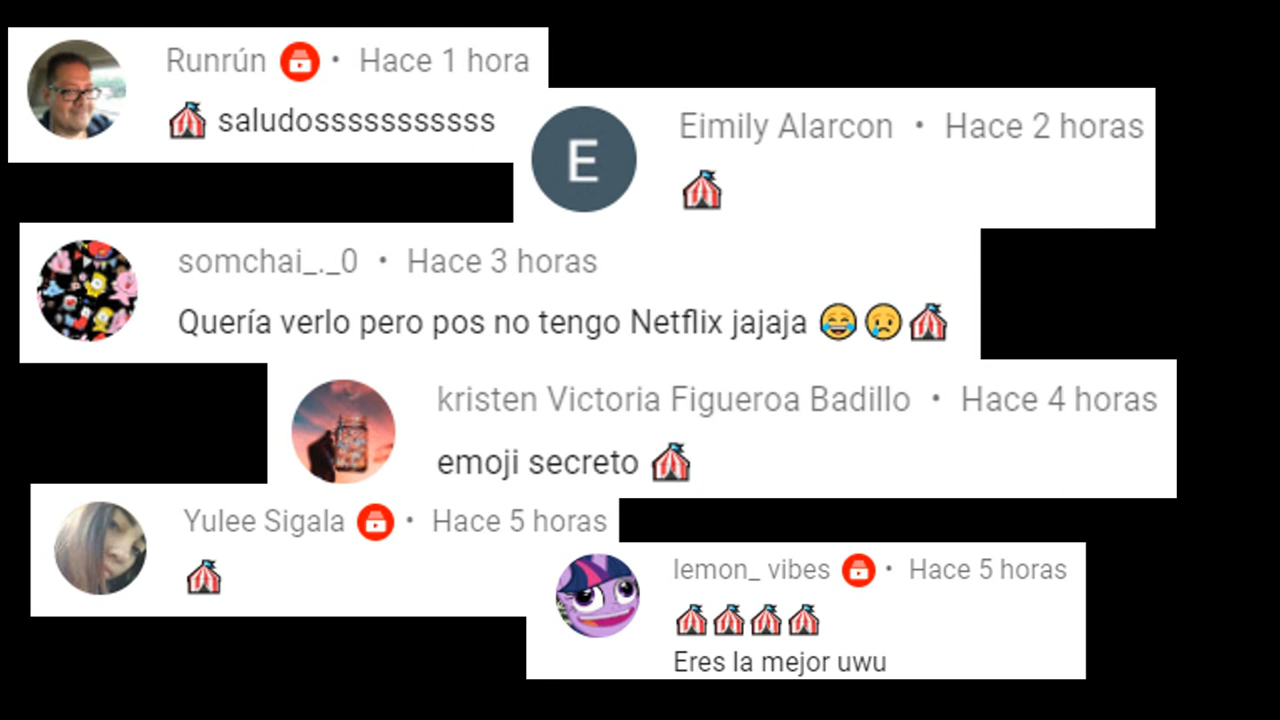 Runrún • Hace 1 hora
🎪 saludosssssssssss
E
Eimily Alarcon • Hace 2 horas
🎪
somchai_._0 • Hace 3 horas
Quería verlo pero pos no tengo Netflix jajaja 😂😢🎪
kristen Victoria Figueroa Badillo • Hace 4 horas
emoji secreto 🎪
Yulee Sigala • Hace 5 horas
🎪
lemon_ vibes • Hace 5 horas
🎪🎪🎪🎪
Eres la mejor uwu